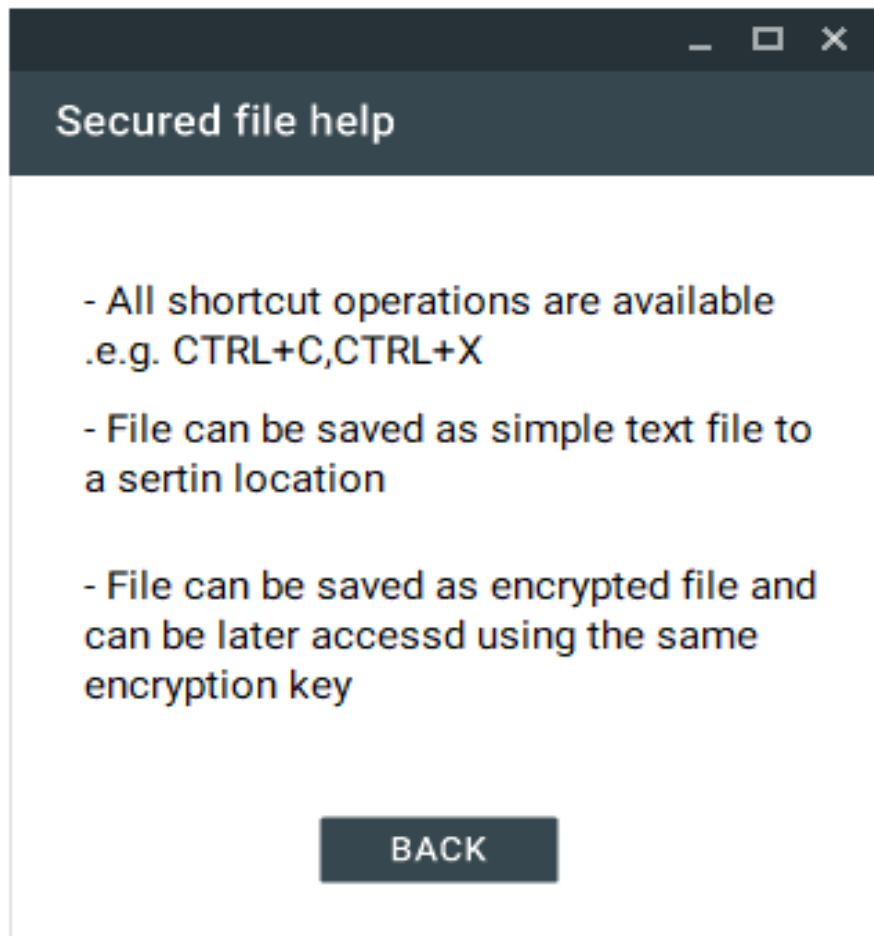 Secured file help
- All shortcut operations are available
.e.g. CTRL+C,CTRL+X
- File can be saved as simple text file to
a sertin location
- File can be saved as encrypted file and
can be later accessd using the same
encryption key
BACK